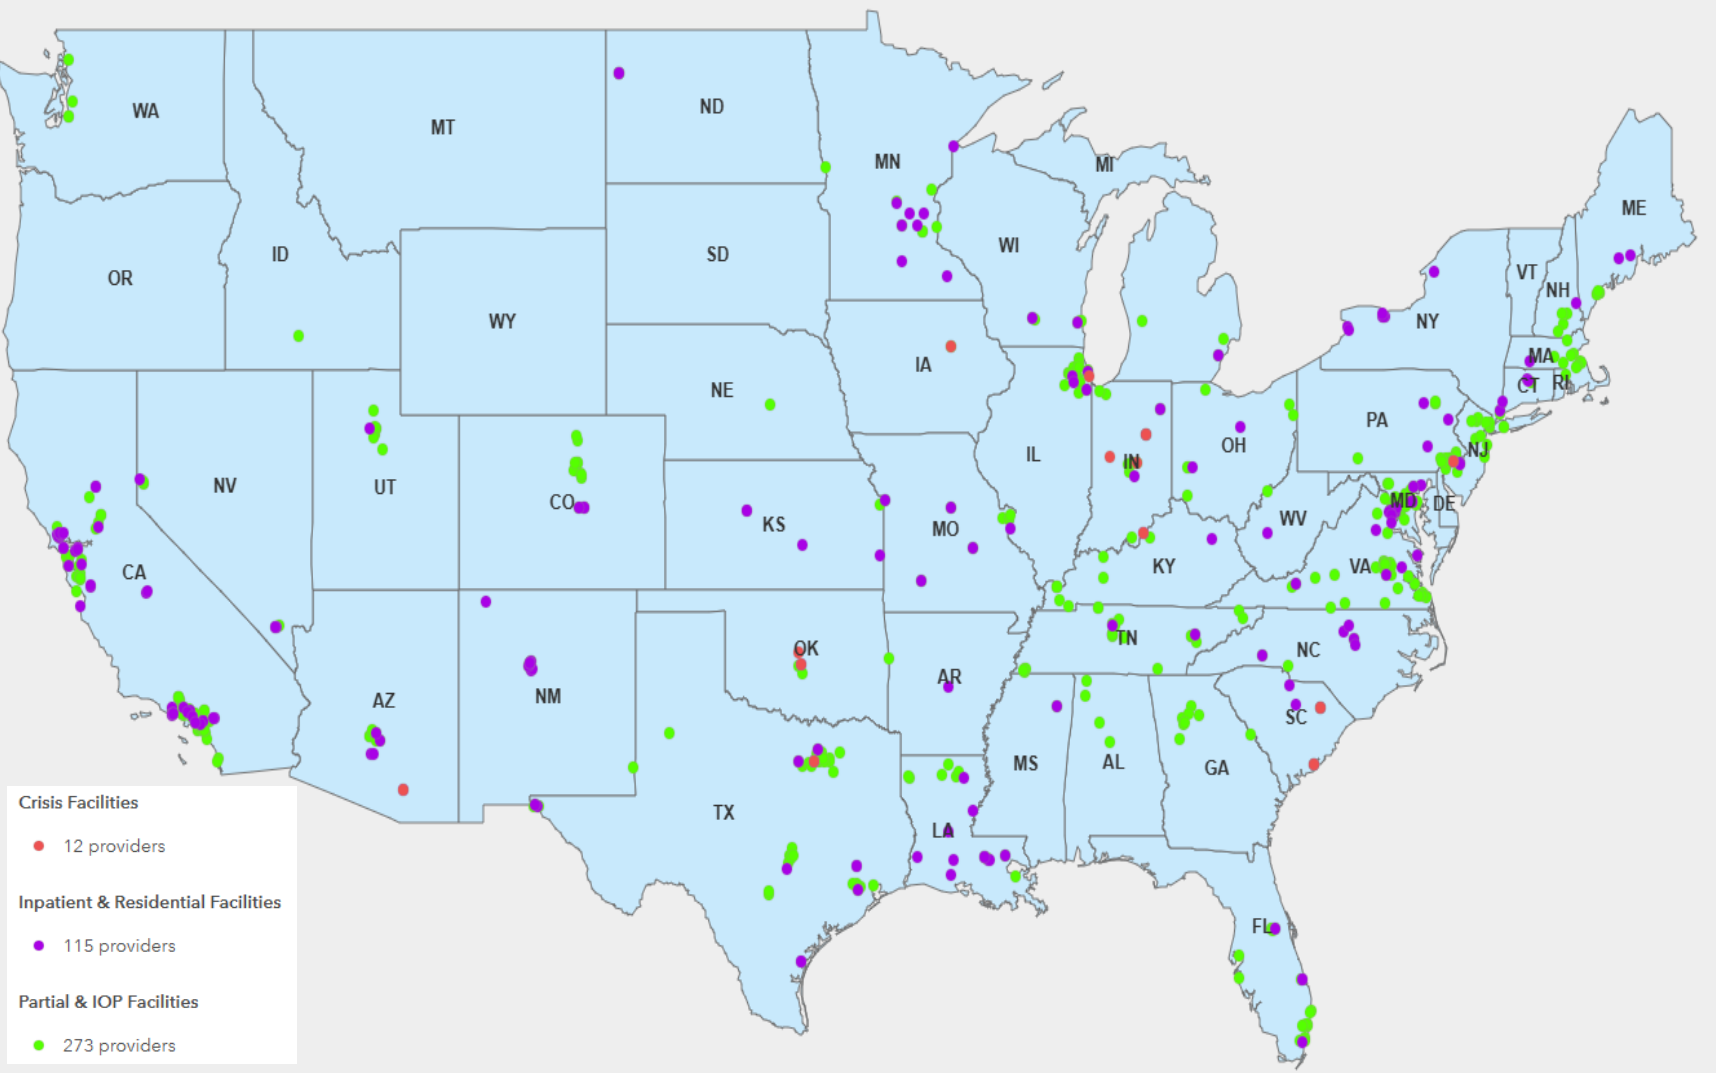 WA
MT
ND
MN
MI
ME
OR
ID
SD
WI
VT
NH
WY
NY
IA
MA
NE
CT
RI
PA
NV
UT
CO
IL
IN
OH
NJ
KS
MO
MD
DE
WV
CA
KY
VA
OK
TN
NC
AZ
NM
AR
SC
MS
AL
GA
TX
LA
FL
Crisis Facilities
12 providers
Inpatient & Residential Facilities
115 providers
Partial & IOP Facilities
273 providers